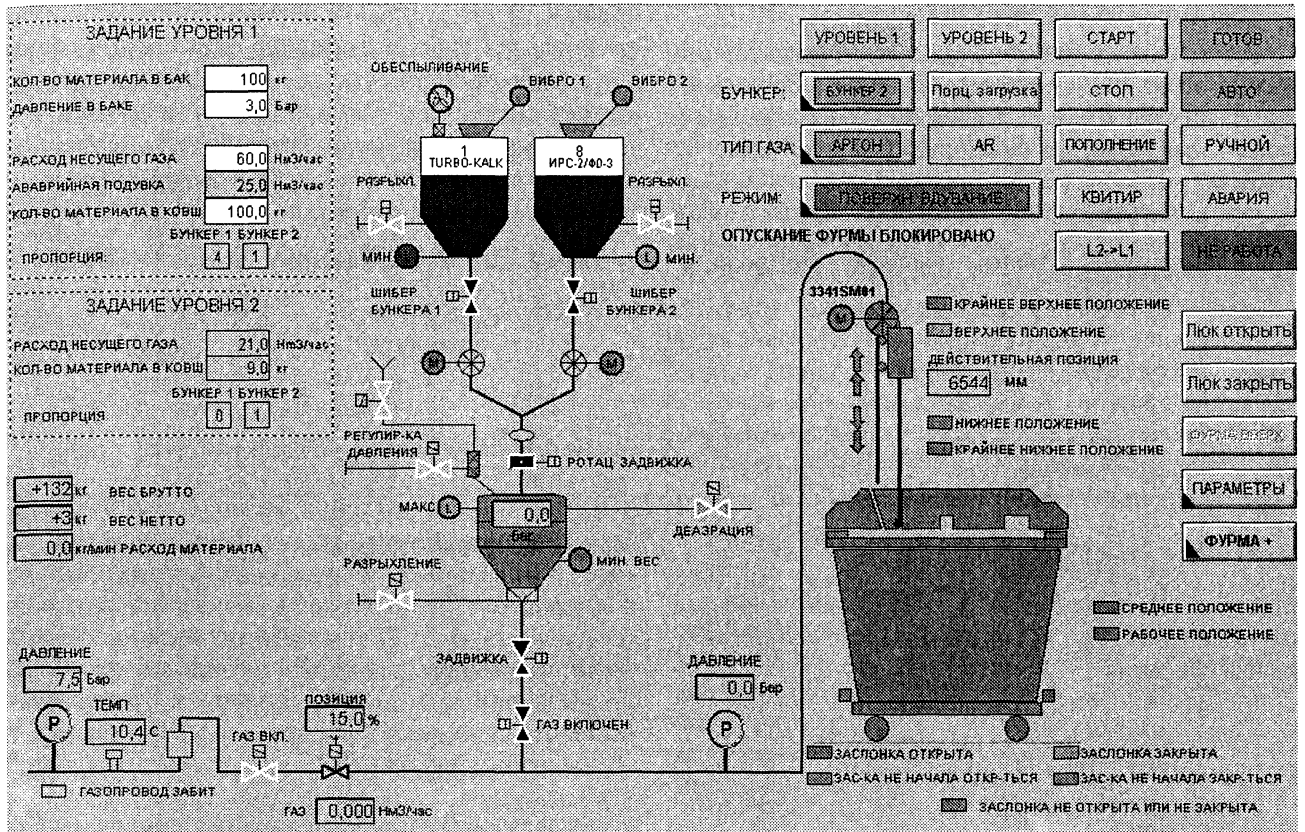 ЗАДАНИЕ УРОВНЯ 1
КОЛ-ВО МАТЕРИАЛА В БАК 100 кг
ДАВЛЕНИЕ В БАКЕ 3,0 Бар
РАСХОД НЕСУЩЕГО ГАЗА 60,0 Нм3/час
АВАВРИЙНАЯ ПОДУВКА 25,0 Нм3/час
КОЛ-ВО МАТЕРИАЛА В КОВШ 100,0 кг
БУНКЕР 1 БУНКЕР 2
ПРОПОРЦИЯ: 4 1
ЗАДАНИЕ УРОВНЯ 2
РАСХОД НЕСУЩЕГО ГАЗА 21,0 Hm3/час
КОЛ-ВО МАТЕРИАЛА В КОВШ 9,0 кг
БУНКЕР 1 БУНКЕР 2
ПРОПОРЦИЯ 0 1
+132 кг ВЕС БРУТТО
+3 кг ВЕС НЕТТО
0,0 кг/мин РАСХОД МАТЕРИАЛА
ОБЕСПЫЛИВАНИЕ
ВИБРО 1
ВИБРО 2
1
TURBO-KALK
8
ИРС-2/Ф0-3
РАЗРЫХЛ.
РАЗРЫХЛ.
МИН.
L МИН.
ШИБЕР
БУНКЕРА 1
ШИБЕР
БУНКЕРА 2
M
M
РЕГУЛИР-КА
ДАВЛЕНИЯ
РОТАЦ. ЗАДВИЖКА
МАКС L
0,0
Бар
ДЕАЭРАЦИЯ
МИН. ВЕС
РАЗРЫХЛЕНИЕ
ЗАДВИЖКА
ГАЗ ВКЛЮЧЕН
ДАВЛЕНИЕ
7,5 Бар
P
ТЕМП
10,4 C
ГАЗ ВКЛ.
ПОЗИЦИЯ
15,0 %
ДАВЛЕНИЕ
0,0 Бар
P
ГАЗОПРОВОД ЗАБИТ
ГАЗ 0,000 Нм3/час
УРОВЕНЬ 1 УРОВЕНЬ 2 СТАРТ ГОТОВ
БУНКЕР: БУНКЕР 2 Порц. загрузка СТОП АВТО
ТИП ГАЗА: АРГОН AR ПОПОЛНЕНИЕ РУЧНОЙ
РЕЖИМ: ПОВЕРХН. ВДУВАНИЕ КВИТИР АВАРИЯ
ОПУСКАНИЕ ФУРМЫ БЛОКИРОВАНО
L2->L1 НЕ РАБОТА
3341SM01
M
КРАЙНЕЕ ВЕРХНЕЕ ПОЛОЖЕНИЕ
ВЕРХНЕЕ ПОЛОЖЕНИЕ
ДЕЙСТВИТЕЛЬНАЯ ПОЗИЦИЯ
6544 мм
НИЖНЕЕ ПОЛОЖЕНИЕ
КРАЙНЕЕ НИЖНЕЕ ПОЛОЖЕНИЕ
Люк открыть
Люк закрыть
ФУРМА ВВЕРХ
ПАРАМЕТРЫ
ФУРМА +
СРЕДНЕЕ ПОЛОЖЕНИЕ
РАБОЧЕЕ ПОЛОЖЕНИЕ
ЗАСЛОНКА ОТКРЫТА
ЗАСЛОНКА ЗАКРЫТА
ЗАС-КА НЕ НАЧАЛА ОТКР-ТЬСЯ
ЗАС-КА НЕ НАЧАЛА ЗАКР-ТЬСЯ
ЗАСЛОНКА НЕ ОТКРЫТА ИЛИ НЕ ЗАКРЫТА